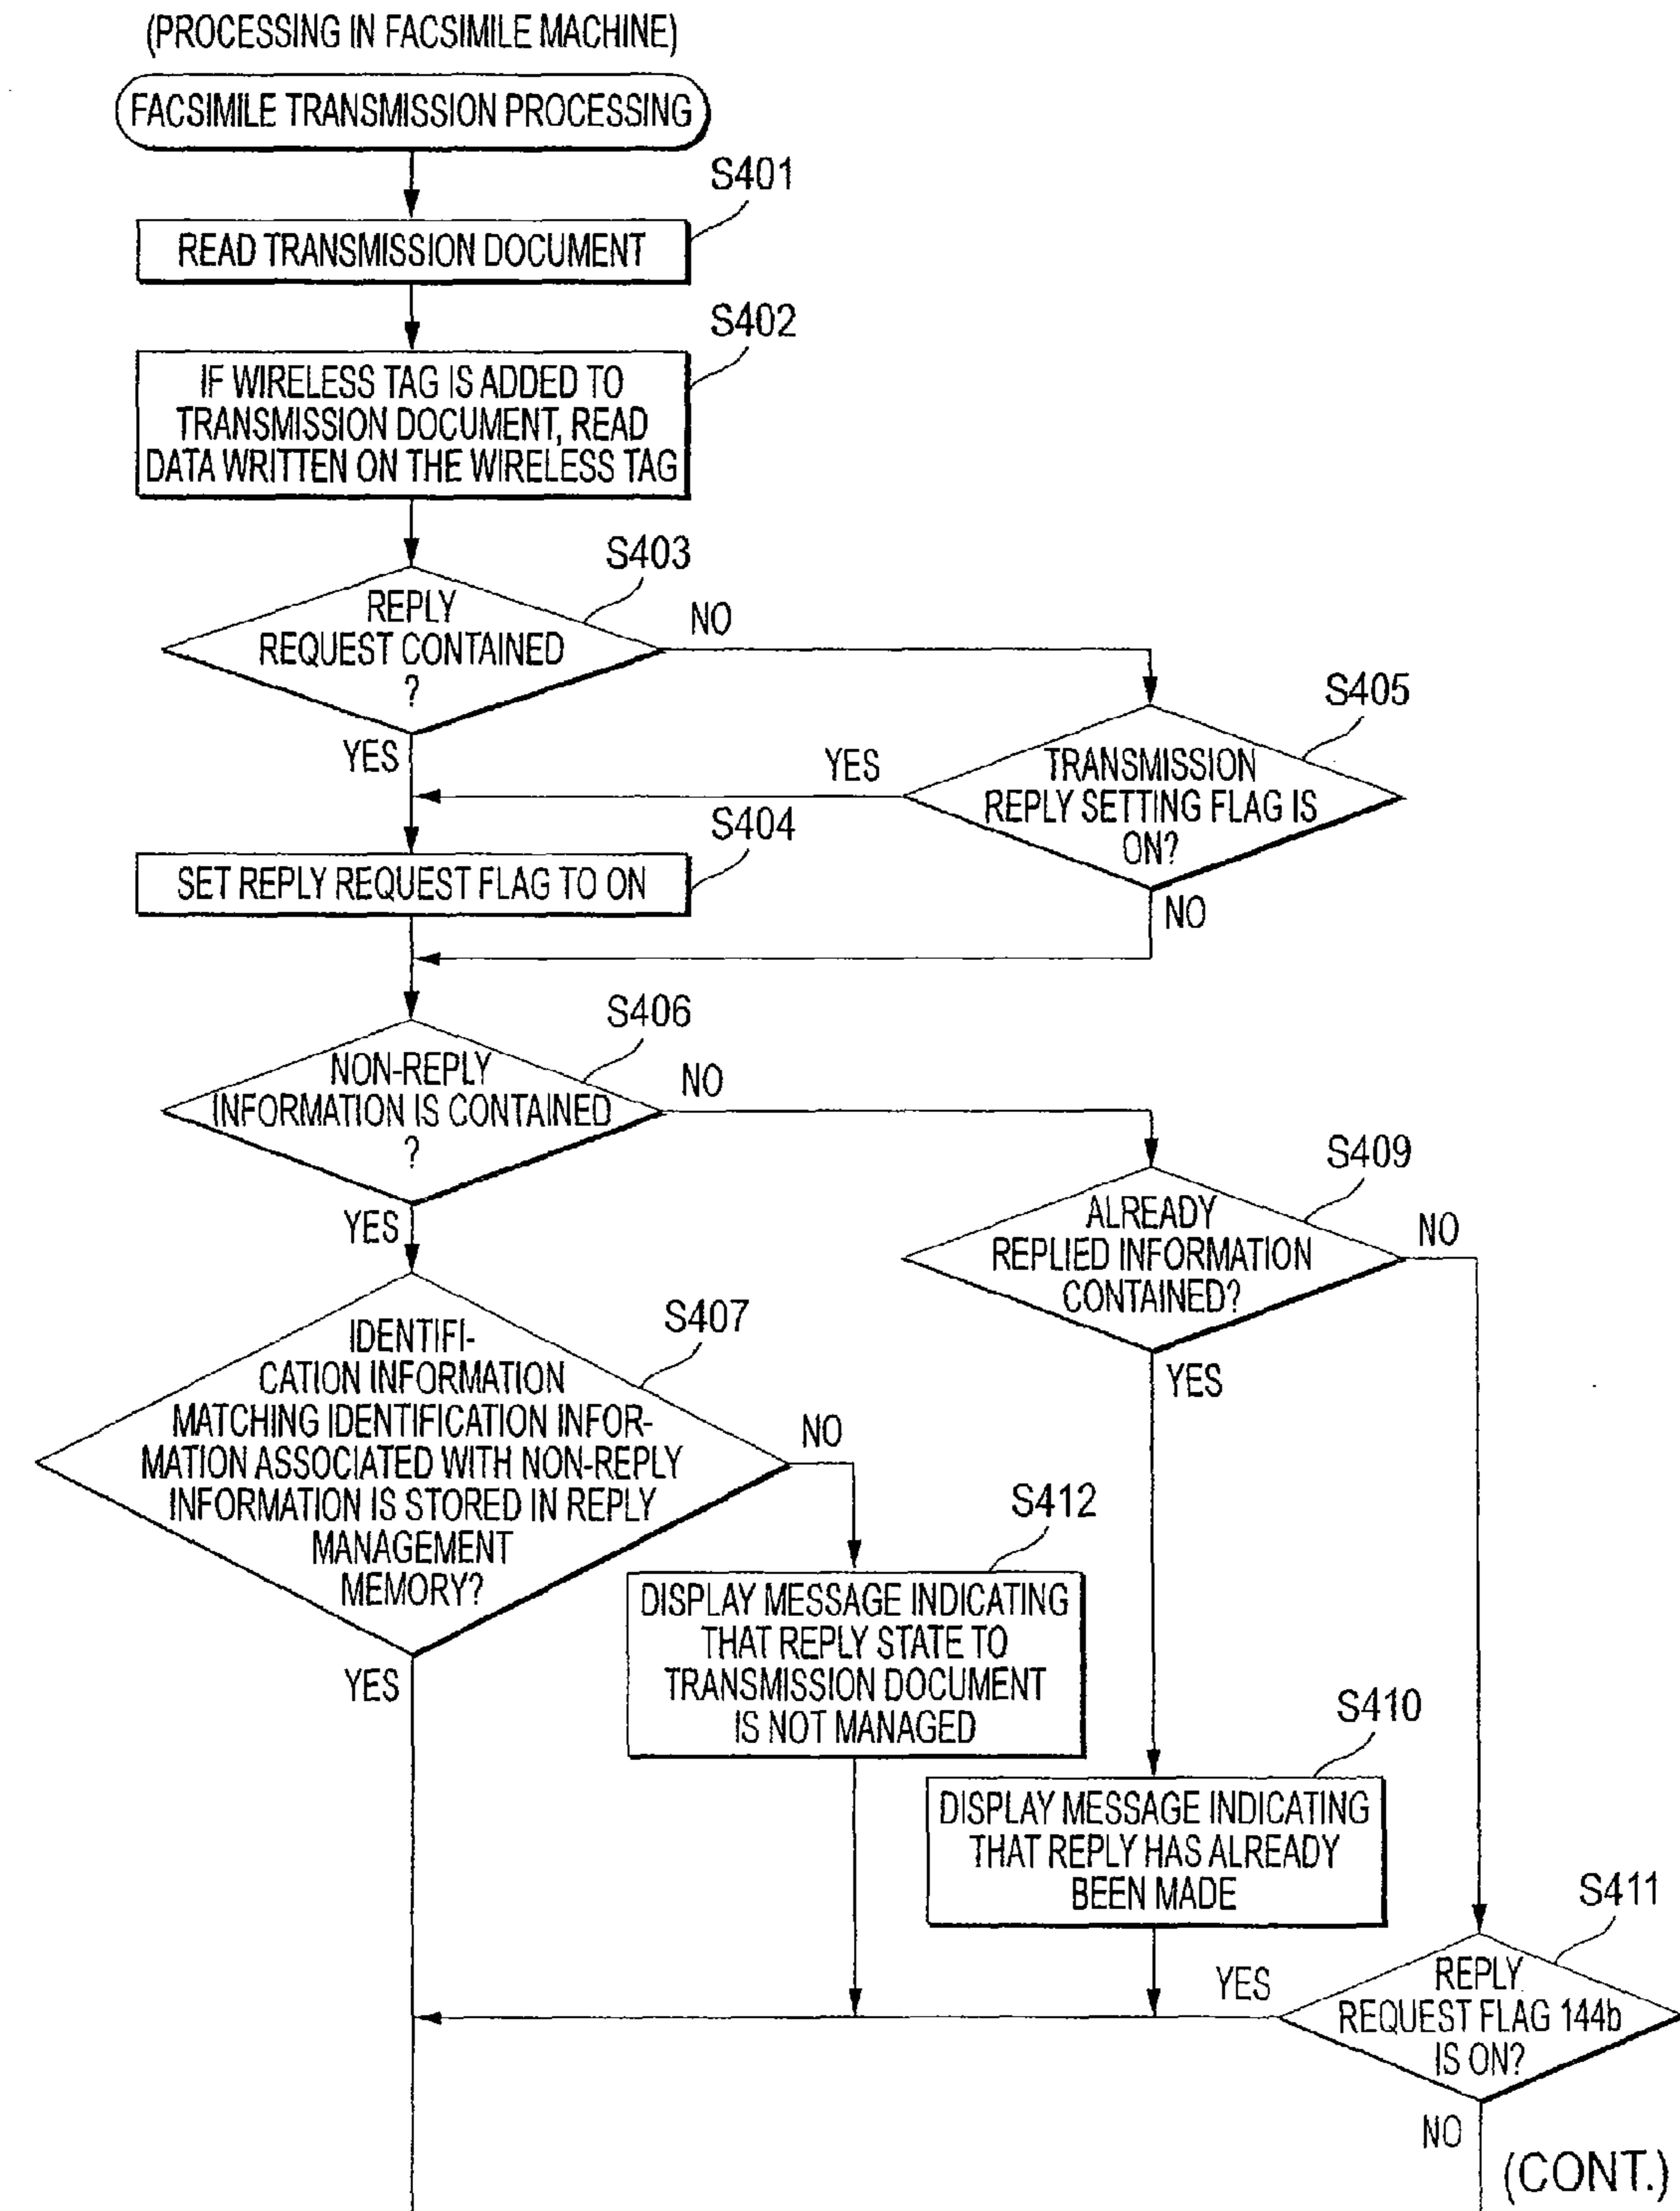 (PROCESSING IN FACSIMILE MACHINE)
FACSIMILE TRANSMISSION PROCESSING
S401
READ TRANSMISSION DOCUMENT
S402
IF WIRELESS TAG IS ADDED TO
TRANSMISSION DOCUMENT, READ
DATA WRITTEN ON THE WIRELESS TAG
S403
REPLY
REQUEST CONTAINED
?
NO
YES
S405
TRANSMISSION
REPLY SETTING FLAG IS
ON?
YES
NO
S404
SET REPLY REQUEST FLAG TO ON
S406
NON-REPLY
INFORMATION IS CONTAINED
?
NO
YES
S409
ALREADY
REPLIED INFORMATION
CONTAINED?
NO
YES
S407
IDENTIFI-
CATION INFORMATION
MATCHING IDENTIFICATION INFOR-
MATION ASSOCIATED WITH NON-REPLY
INFORMATION IS STORED IN REPLY
MANAGEMENT
MEMORY?
NO
YES
S412
DISPLAY MESSAGE INDICATING
THAT REPLY STATE TO
TRANSMISSION DOCUMENT
IS NOT MANAGED
S410
DISPLAY MESSAGE INDICATING
THAT REPLY HAS ALREADY
BEEN MADE
S411
REPLY
REQUEST FLAG 144b
IS ON?
YES
NO
(CONT.)